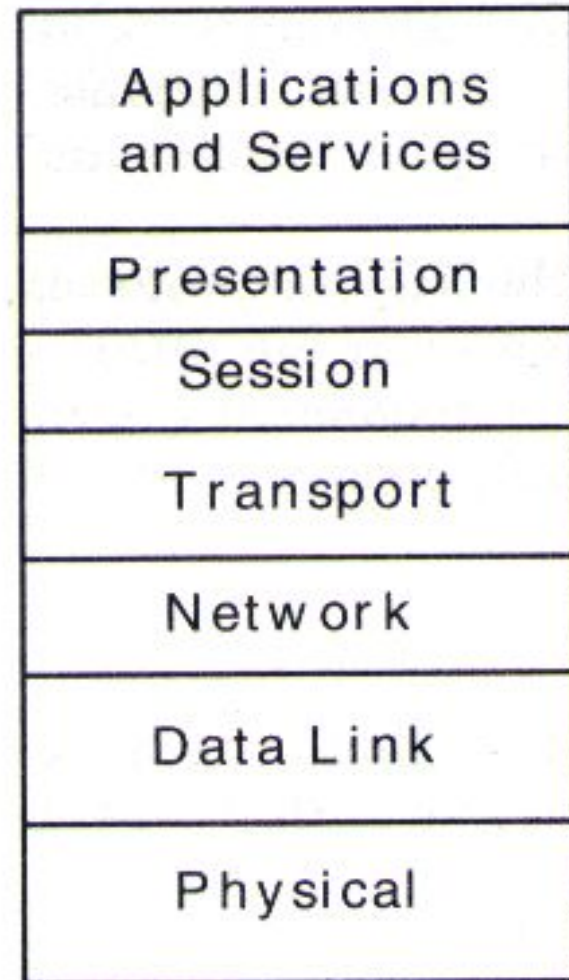 Applications
and Services
Presentation
Session
Transport
Network
Data Link
Physical